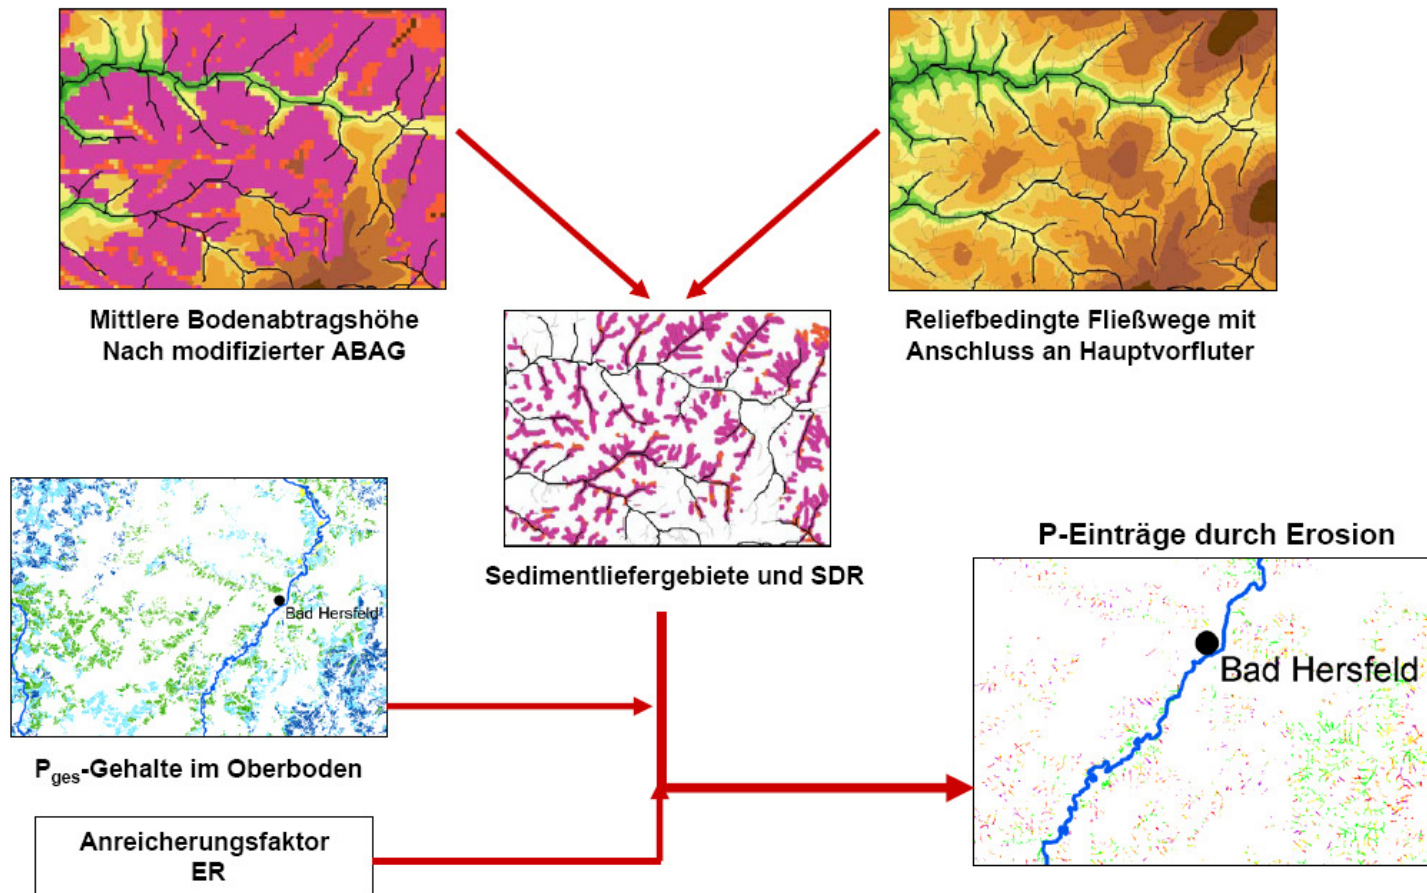 Mittlere Bodenabtragshöhe
Nach modifizierter ABAG
Reliefbedingte Fließwege mit
Anschluss an Hauptvorfluter
Sedimentliefergebiete und SDR
Bad Hersfeld
P-Einträge durch Erosion
Bad Hersfeld
Pges-Gehalte im Oberboden
Anreicherungsfaktor
ER